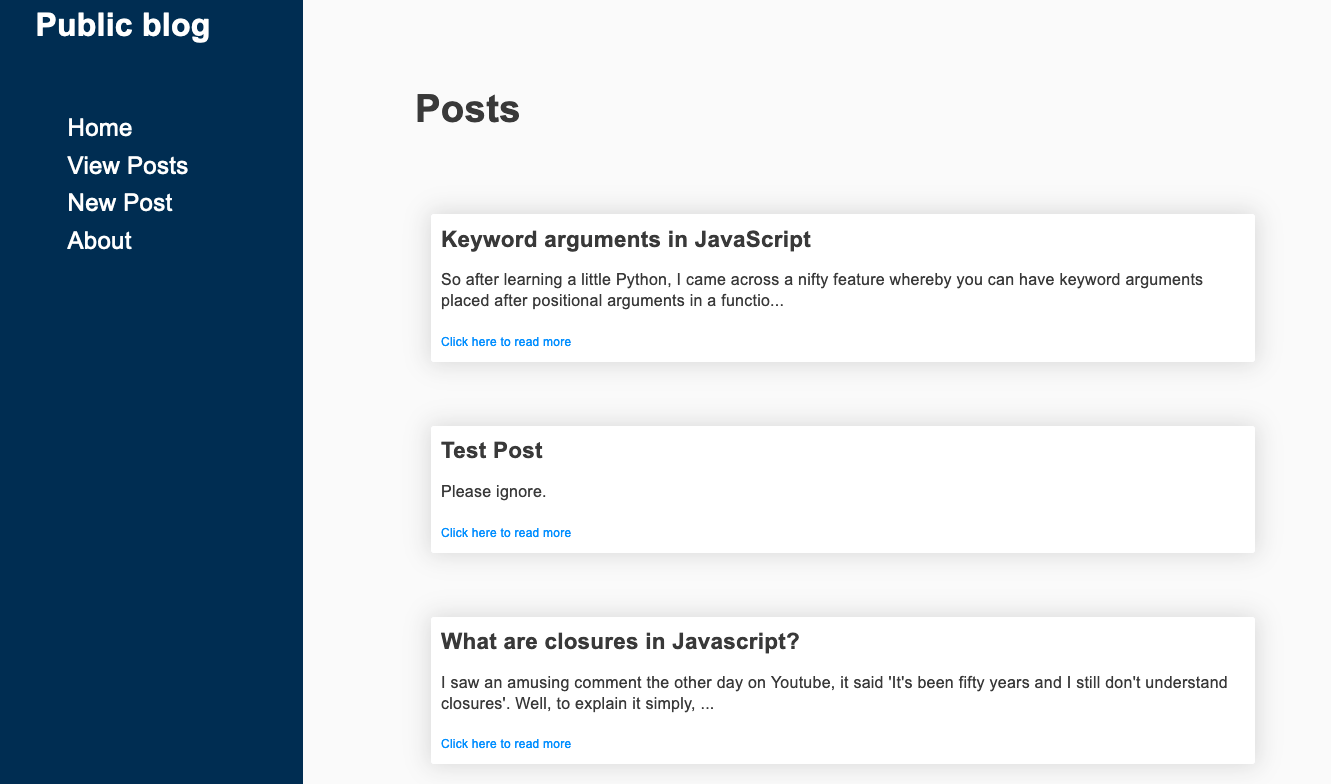 Public blog
Home
View Posts
New Post
About
Posts
Keyword arguments in JavaScript
So after learning a little Python, I came across a nifty feature whereby you can have keyword arguments
placed after positional arguments in a functio...
Click here to read more
Test Post
Please ignore.
Click here to read more
What are closures in Javascript?
I saw an amusing comment the other day on Youtube, it said 'It's been fifty years and I still don't understand
closures'. Well, to explain it simply, ...
Click here to read more